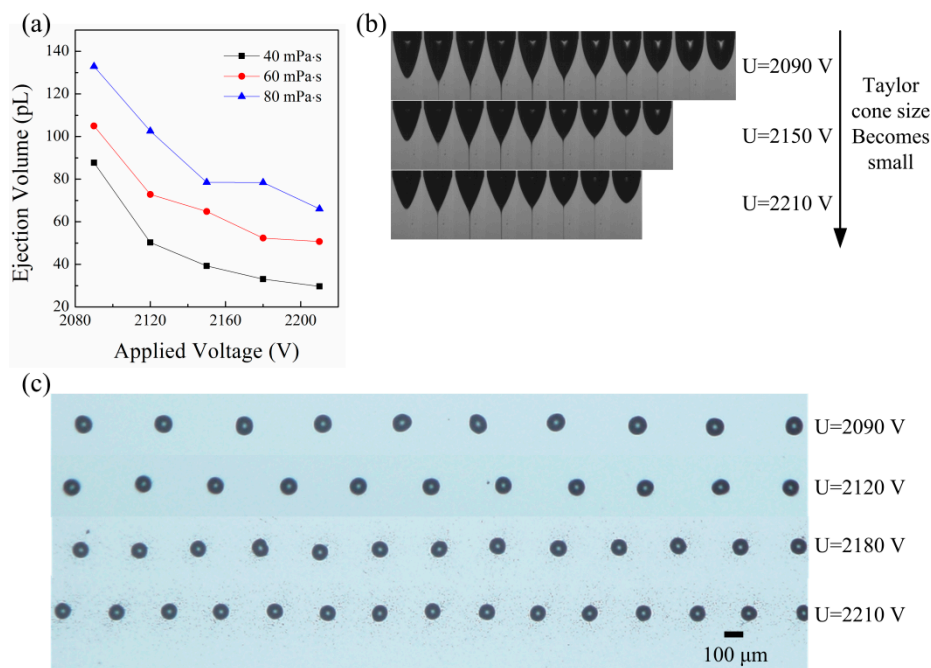 (a)
140
120
100
80
60
40
20
2080
2120
2160
2200
Ejection Volume (pL)
Applied Voltage (V)
40 mPa·s
60 mPa·s
80 mPa·s
(b)
U=2090 V
U=2150 V
U=2210 V
Taylor
cone size
Becomes
small
(c)
U=2090 V
U=2120 V
U=2180 V
U=2210 V
100 μm